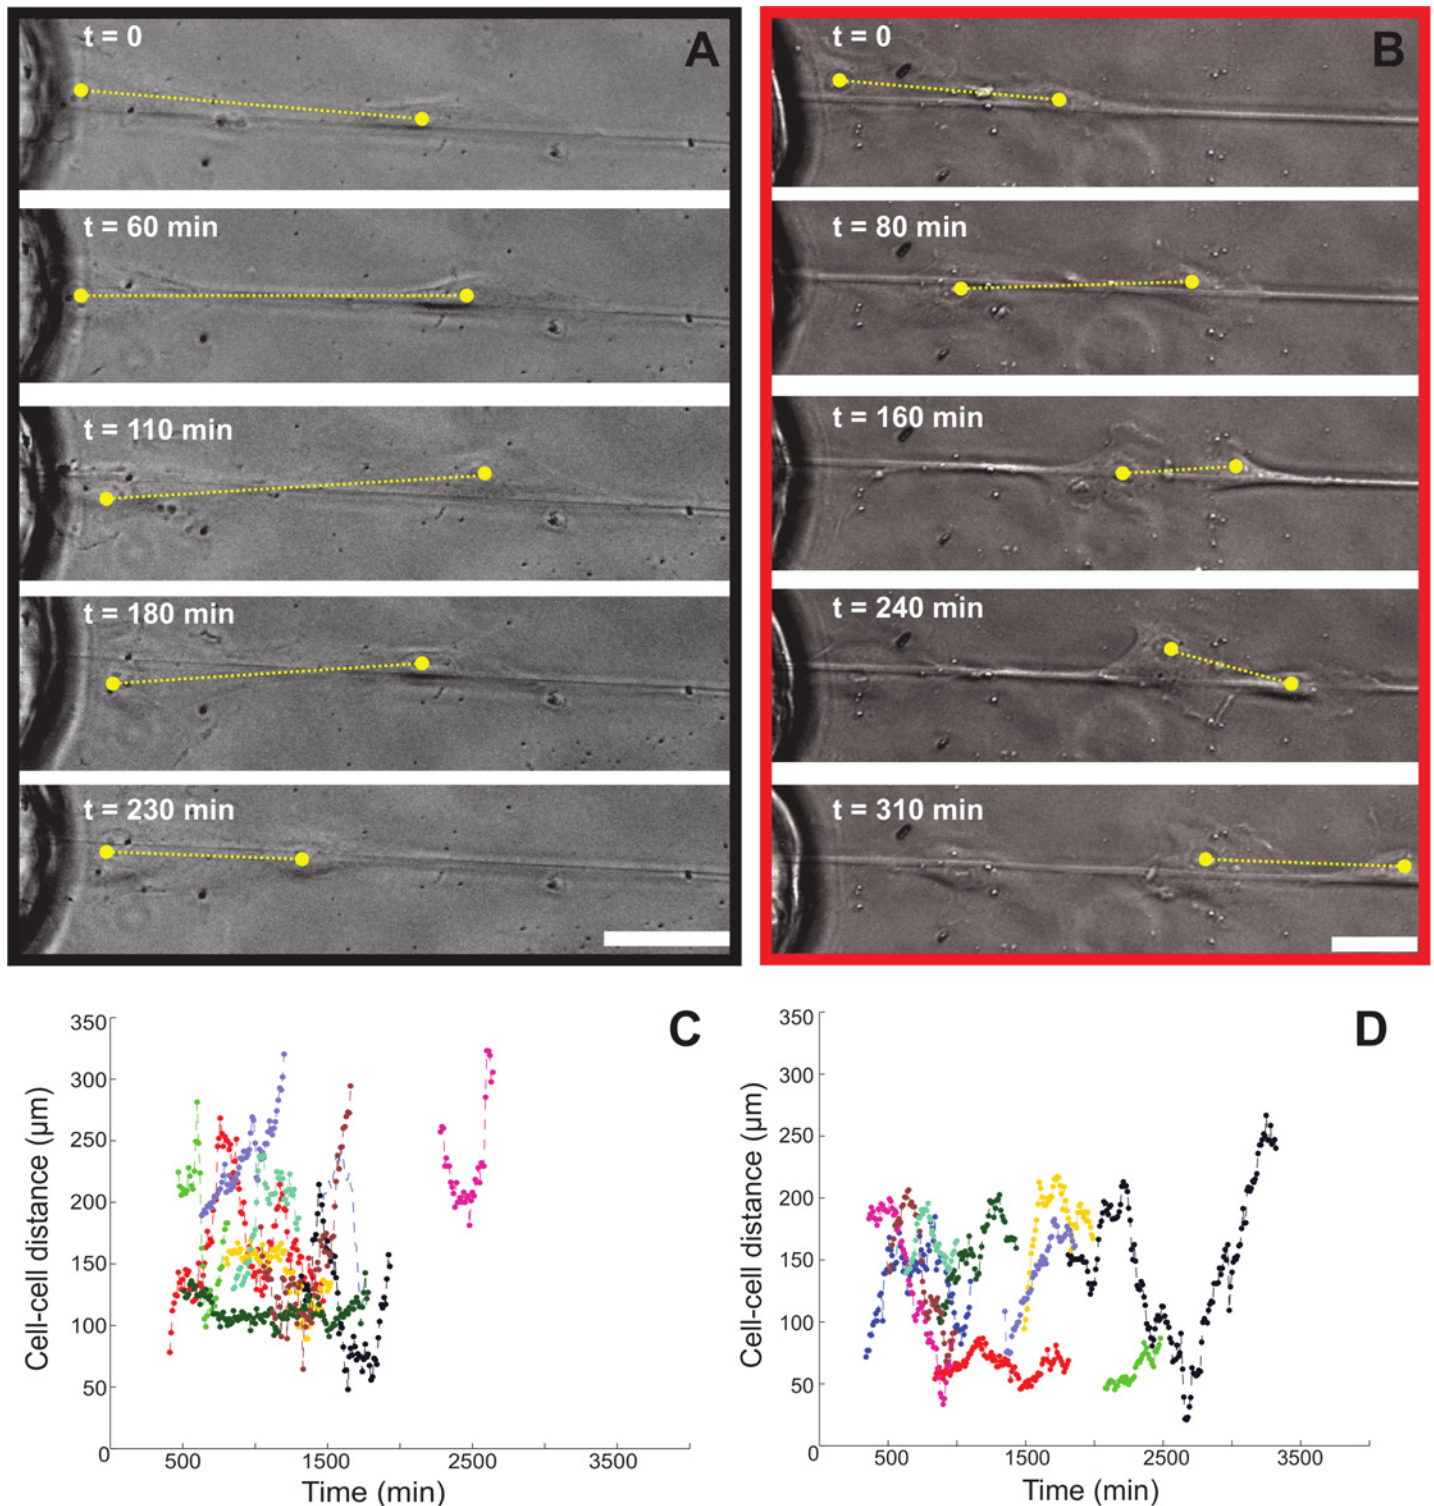 t = 0
A
t = 60 min
t = 110 min
t = 180 min
t = 230 min
t = 0
B
t = 80 min
t = 160 min
t = 240 min
t = 310 min
C
350
300
250
200
150
100
50
0
500
1500
2500
3500
Cell-cell distance (µm)
Time (min)
D
350
300
250
200
150
100
50
0
500
1500
2500
3500
Cell-cell distance (µm)
Time (min)